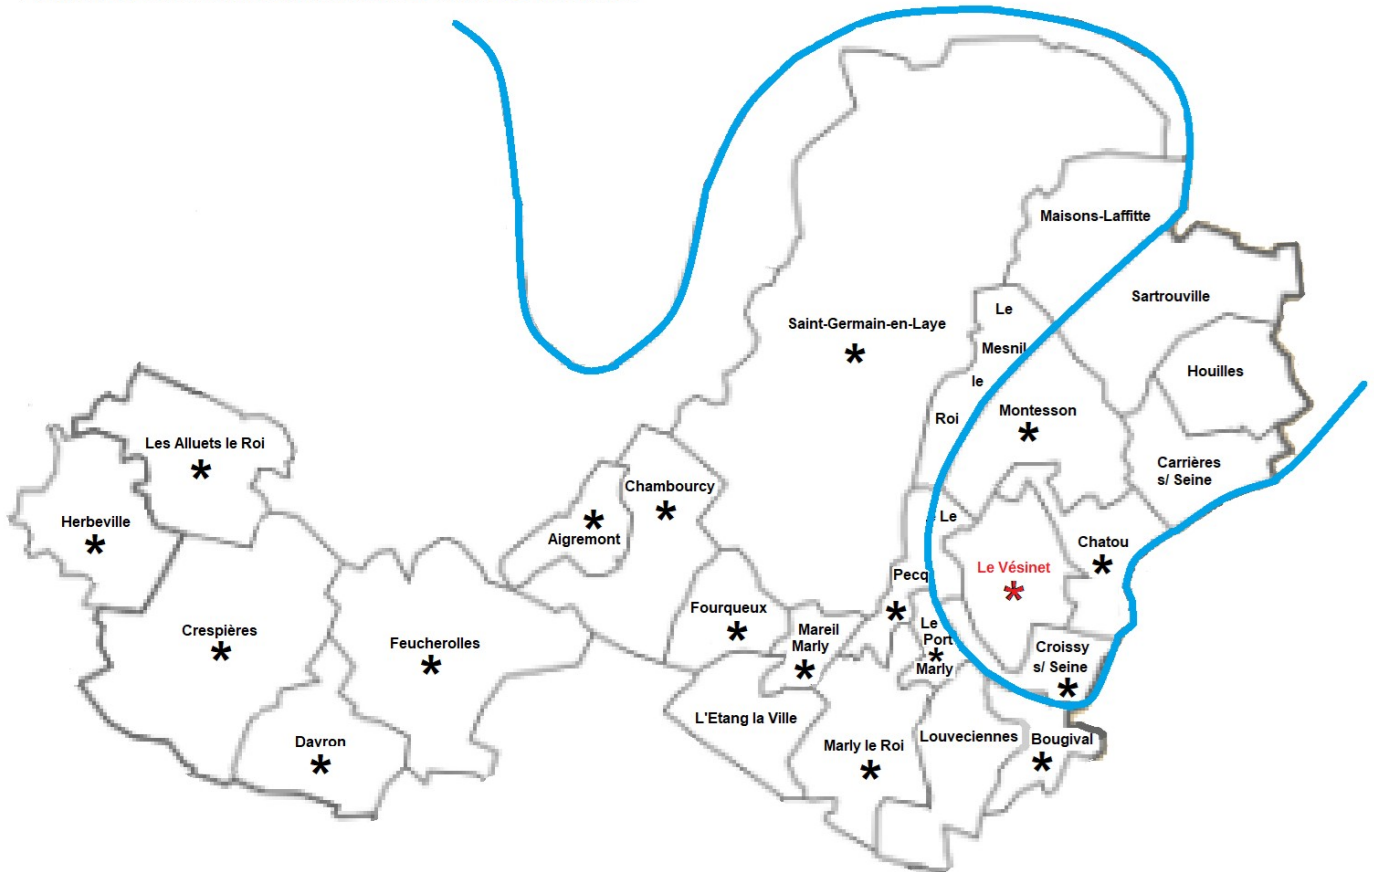 Maisons-Laffitte
Sartrouville
Le
Mesnil
le
Roi
Saint-Germain-en-Laye
*
Houilles
Montesson
*
Carrières
s/ Seine
Les Alluets le Roi
*
Herbeville
*
Chambourcy
*
*
Aigremont
Le
Pecq
*
Chatou
*
Le Vésinet
*
Fourqueux
*
Crespières
*
Feucherolles
*
Mareil
Marly
*
Le
Port
*
Marly
Croissy
s/ Seine
*
L'Etang la Ville
Davron
*
Marly le Roi
*
Louveciennes
Bougival
*